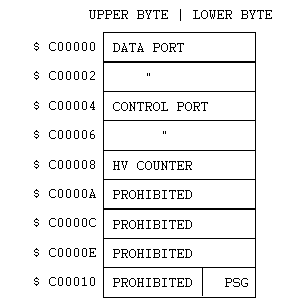 UPPER BYTE | LOWER BYTE
$ C00000 DATA PORT
$ C00002 "
$ C00004 CONTROL PORT
$ C00006 "
$ C00008 HV COUNTER
$ C0000A PROHIBITED
$ C0000C PROHIBITED
$ C0000E PROHIBITED
$ C00010 PROHIBITED PSG